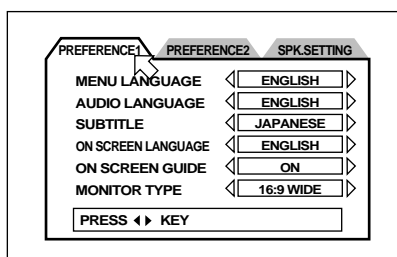 PREFERENCE1 PREFERENCE2 SPK.SETTING
MENU LANGUAGE ENGLISH
AUDIO LANGUAGE ENGLISH
SUBTITLE JAPANESE
ON SCREEN LANGUAGE ENGLISH
ON SCREEN GUIDE ON
MONITOR TYPE 16:9 WIDE
PRESS ◀▶ KEY